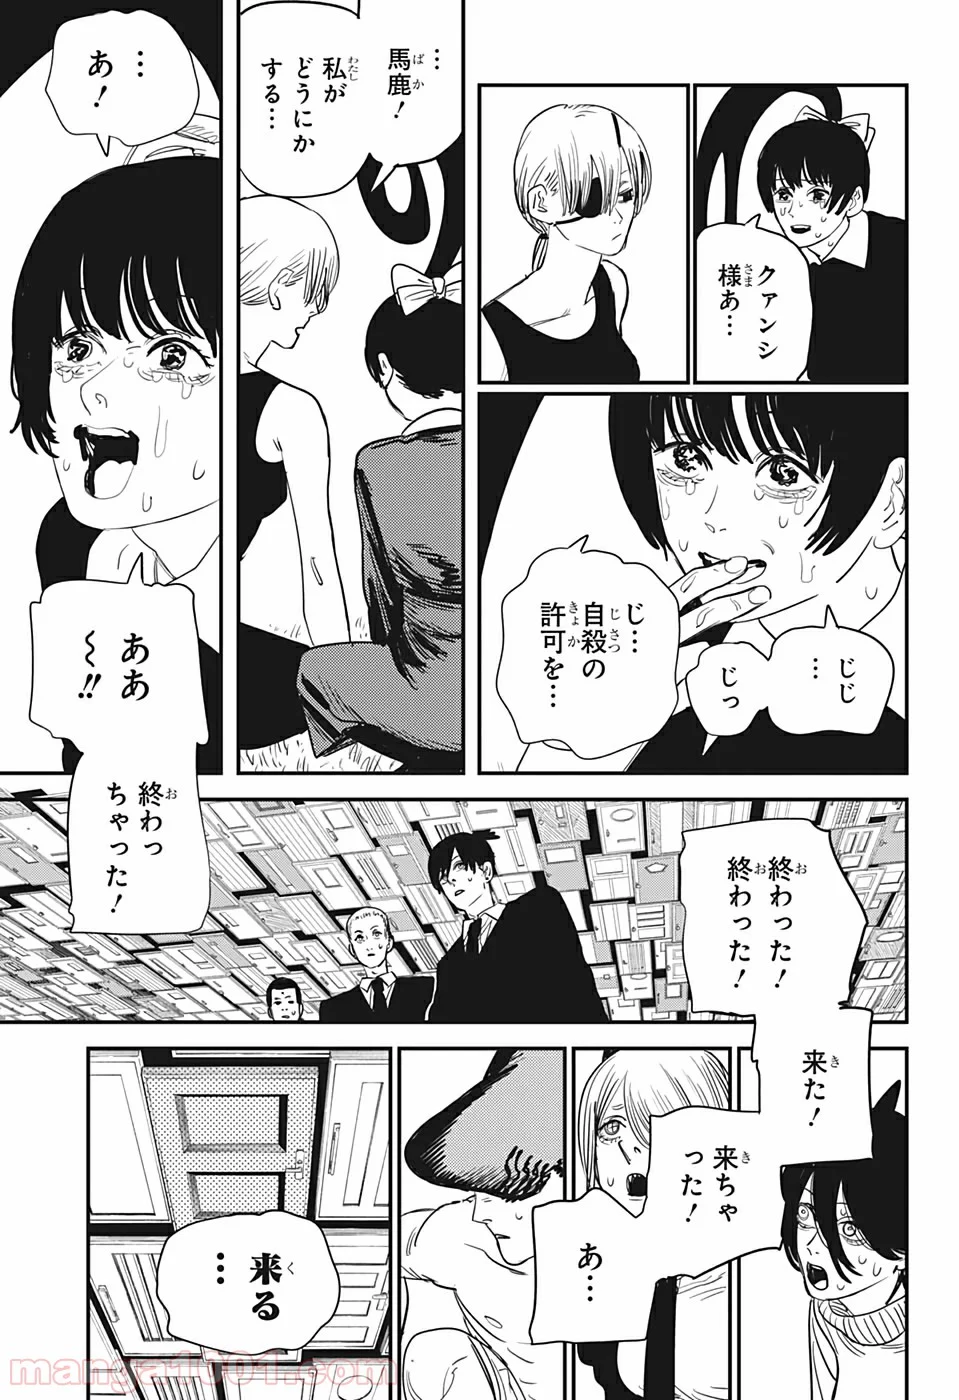 クァンシ
様ぁ…
じじ
…
じっ
じ…
自殺の
許可を…
…
馬鹿！
私が
どうにか
する…
…
あ！
ああ
〜!!
終わっ
ちゃった！
終わった！
終わった！
来た！
来ちゃ
った！
あ…
来る
…
manga1001.com